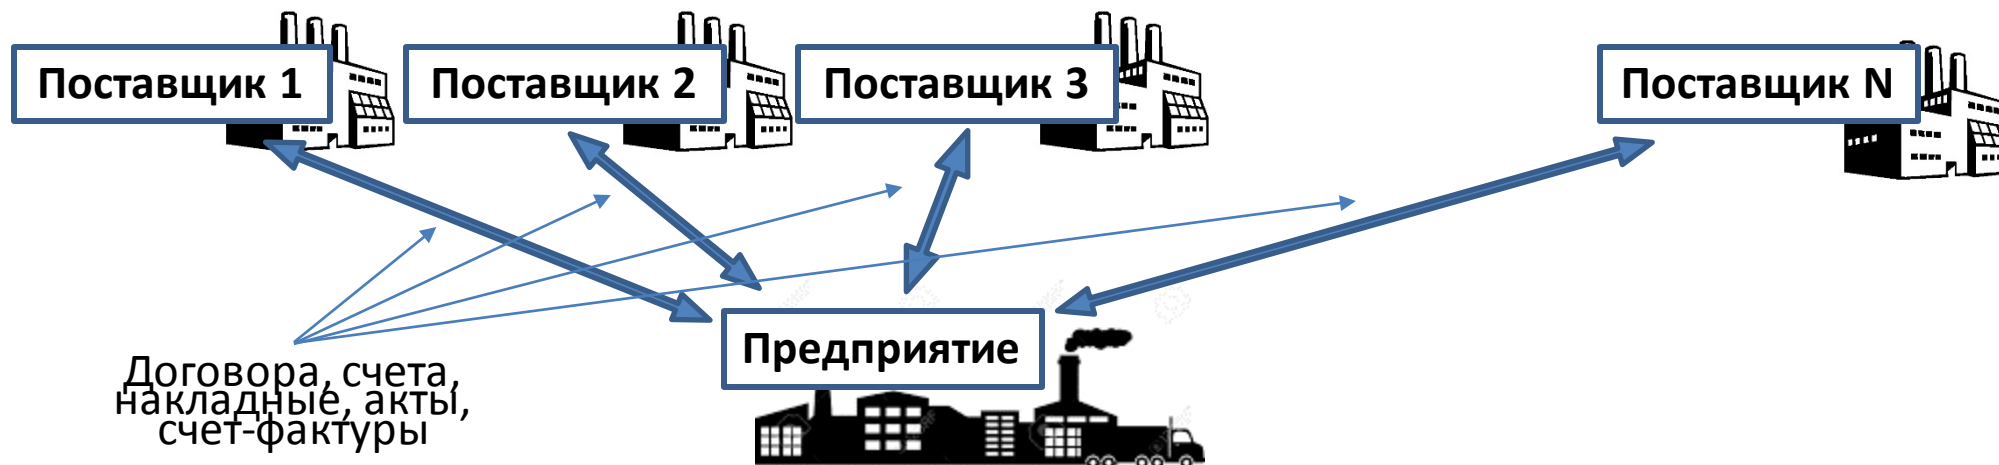 Поставщик 1
Поставщик 2
Поставщик 3
Поставщик N
Предприятие
Договора, счета,
накладные, акты,
счет-фактуры